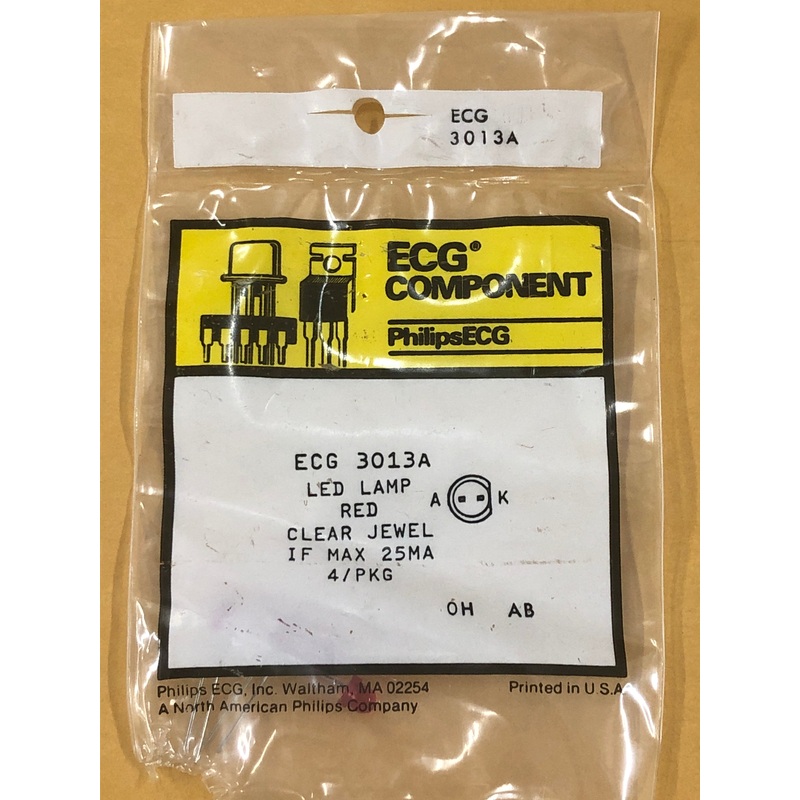 ECG
3013A
ECG®
COMPONENT
PhilipsECG
ECG 3013A
LED LAMP
RED
CLEAR JEWEL
IF MAX 25MA
4/PKG
A K
OH AB
Philips ECG, Inc. Waltham, MA 02254
A North American Philips Company
Printed in U.S.A.